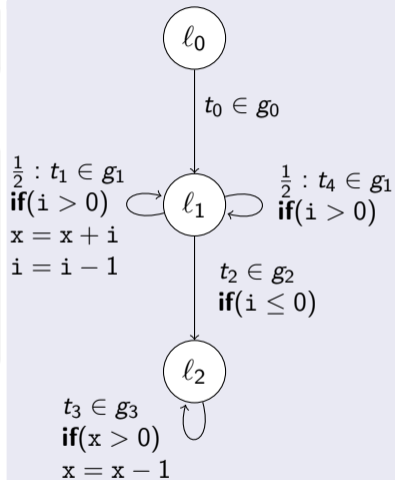 ℓ₀
t₀ ∈ g₀
½ : t₁ ∈ g₁
if(i > 0)
x = x + i
i = i − 1
ℓ₁
½ : t₄ ∈ g₁
if(i > 0)
t₂ ∈ g₂
if(i ≤ 0)
ℓ₂
t₃ ∈ g₃
if(x > 0)
x = x − 1